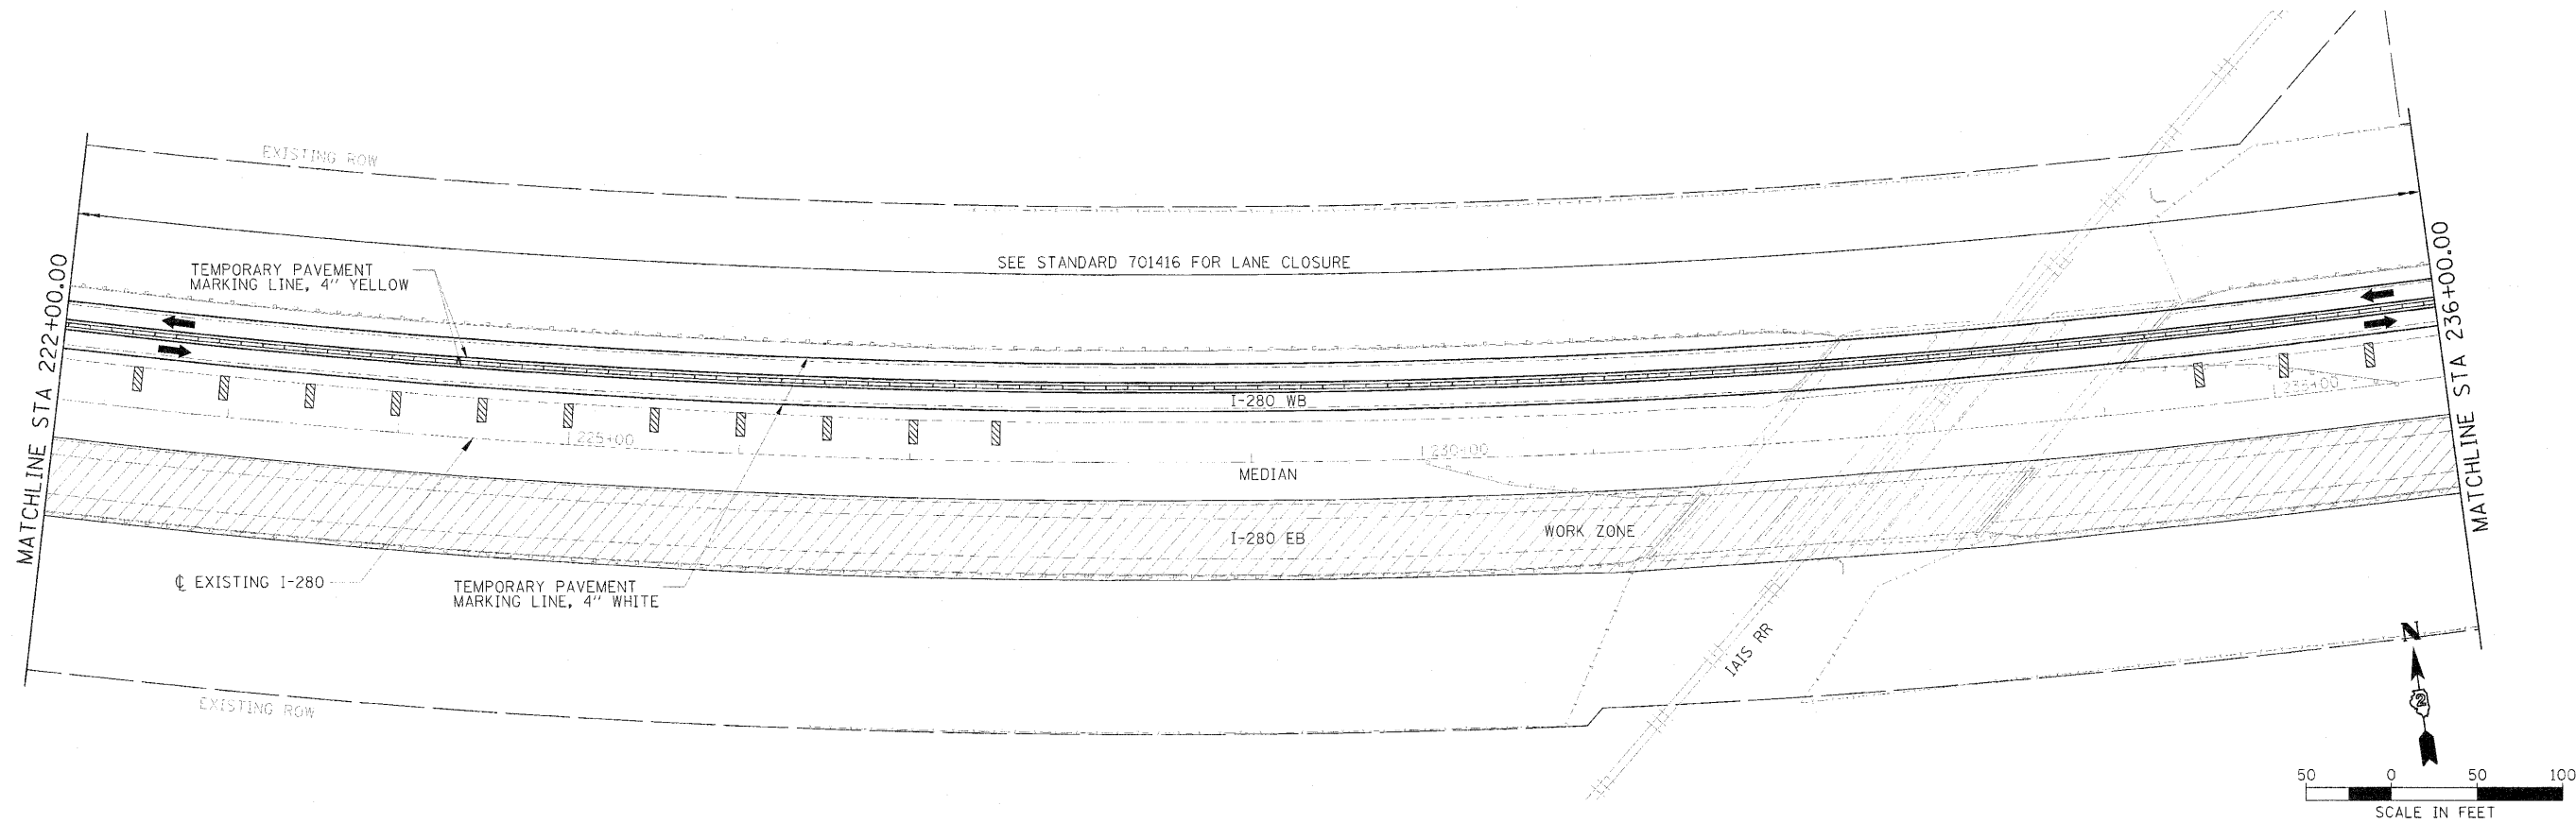 EXISTING ROW
SEE STANDARD 701416 FOR LANE CLOSURE
TEMPORARY PAVEMENT
MARKING LINE, 4" YELLOW
MATCHLINE STA 222+00.00
MATCHLINE STA 236+00.00
I-280 WB
235+00
225+00
230+00
MEDIAN
I-280 EB
WORK ZONE
℄ EXISTING I-280
TEMPORARY PAVEMENT
MARKING LINE, 4" WHITE
IAIS RR
EXISTING ROW
N
2
50 0 50 100
SCALE IN FEET